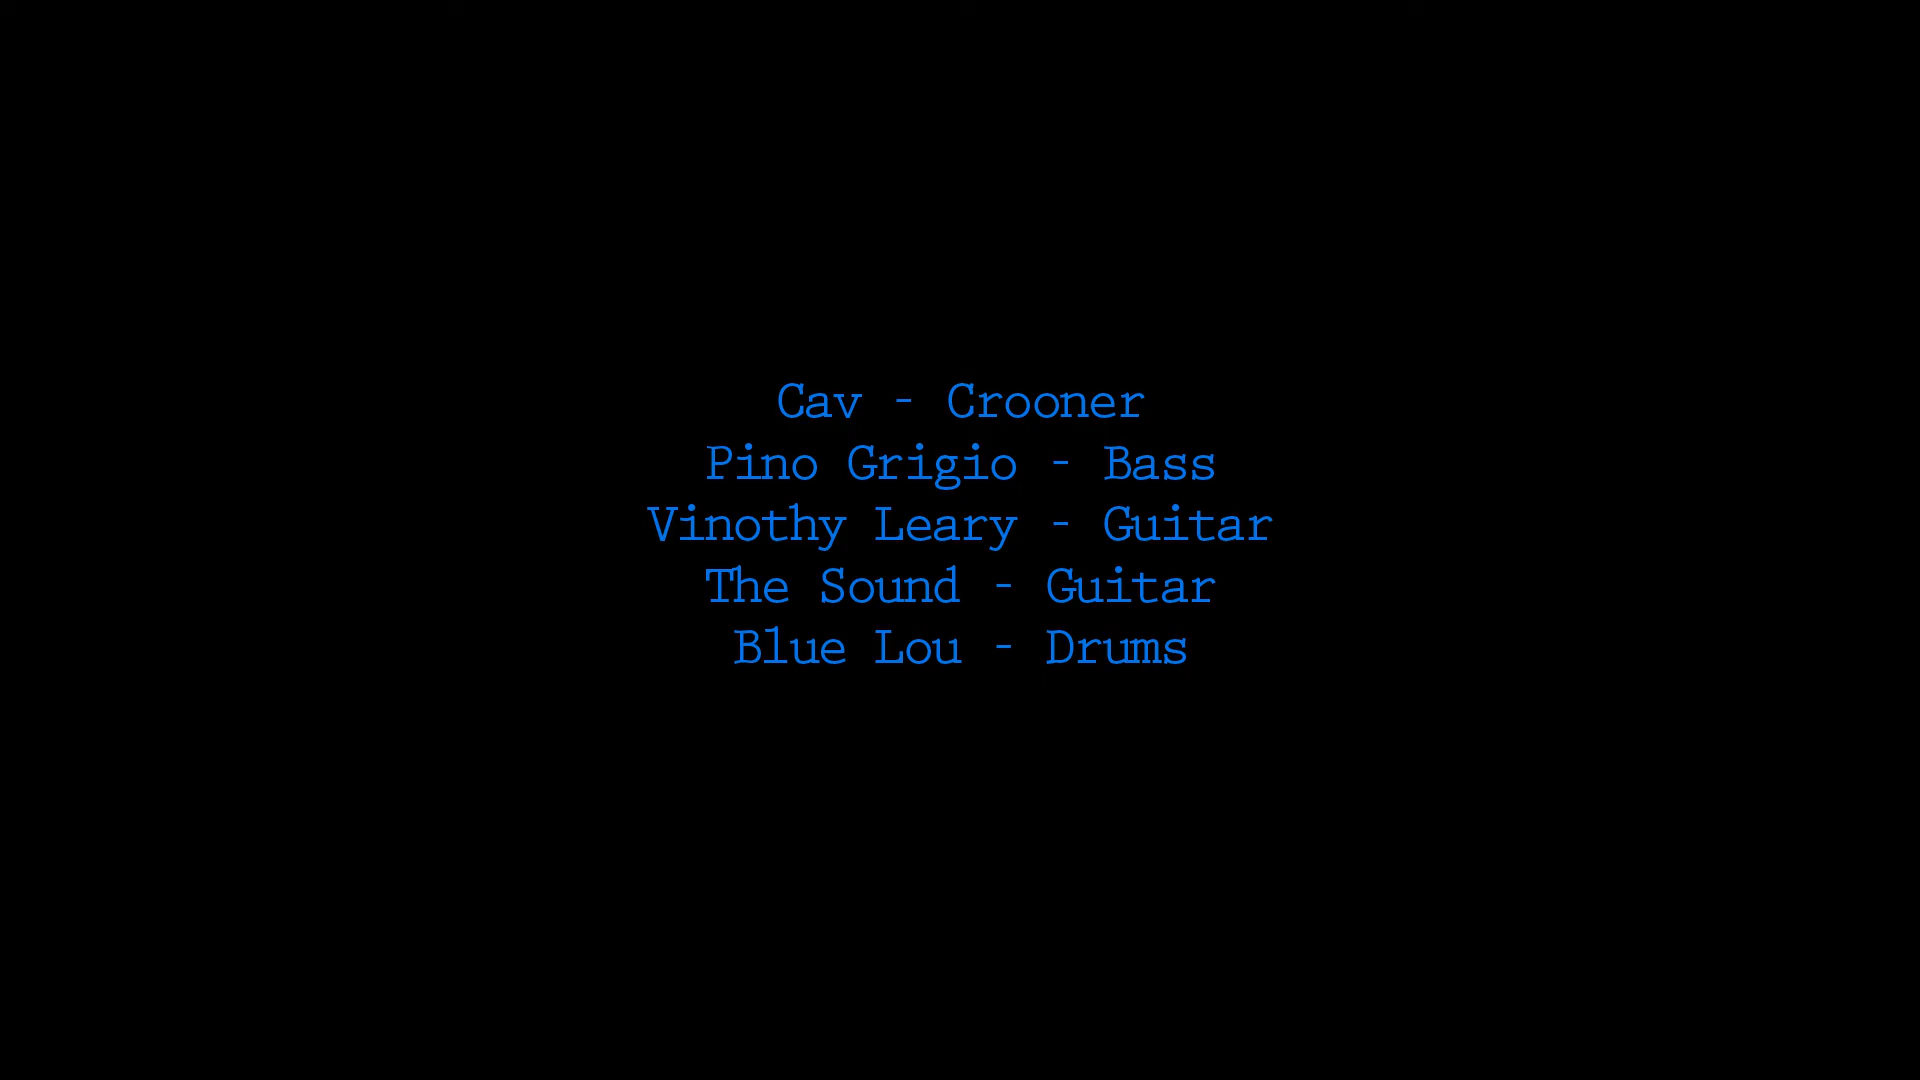 Cav - Crooner
Pino Grigio - Bass
Vinothy Leary - Guitar
The Sound - Guitar
Blue Lou - Drums